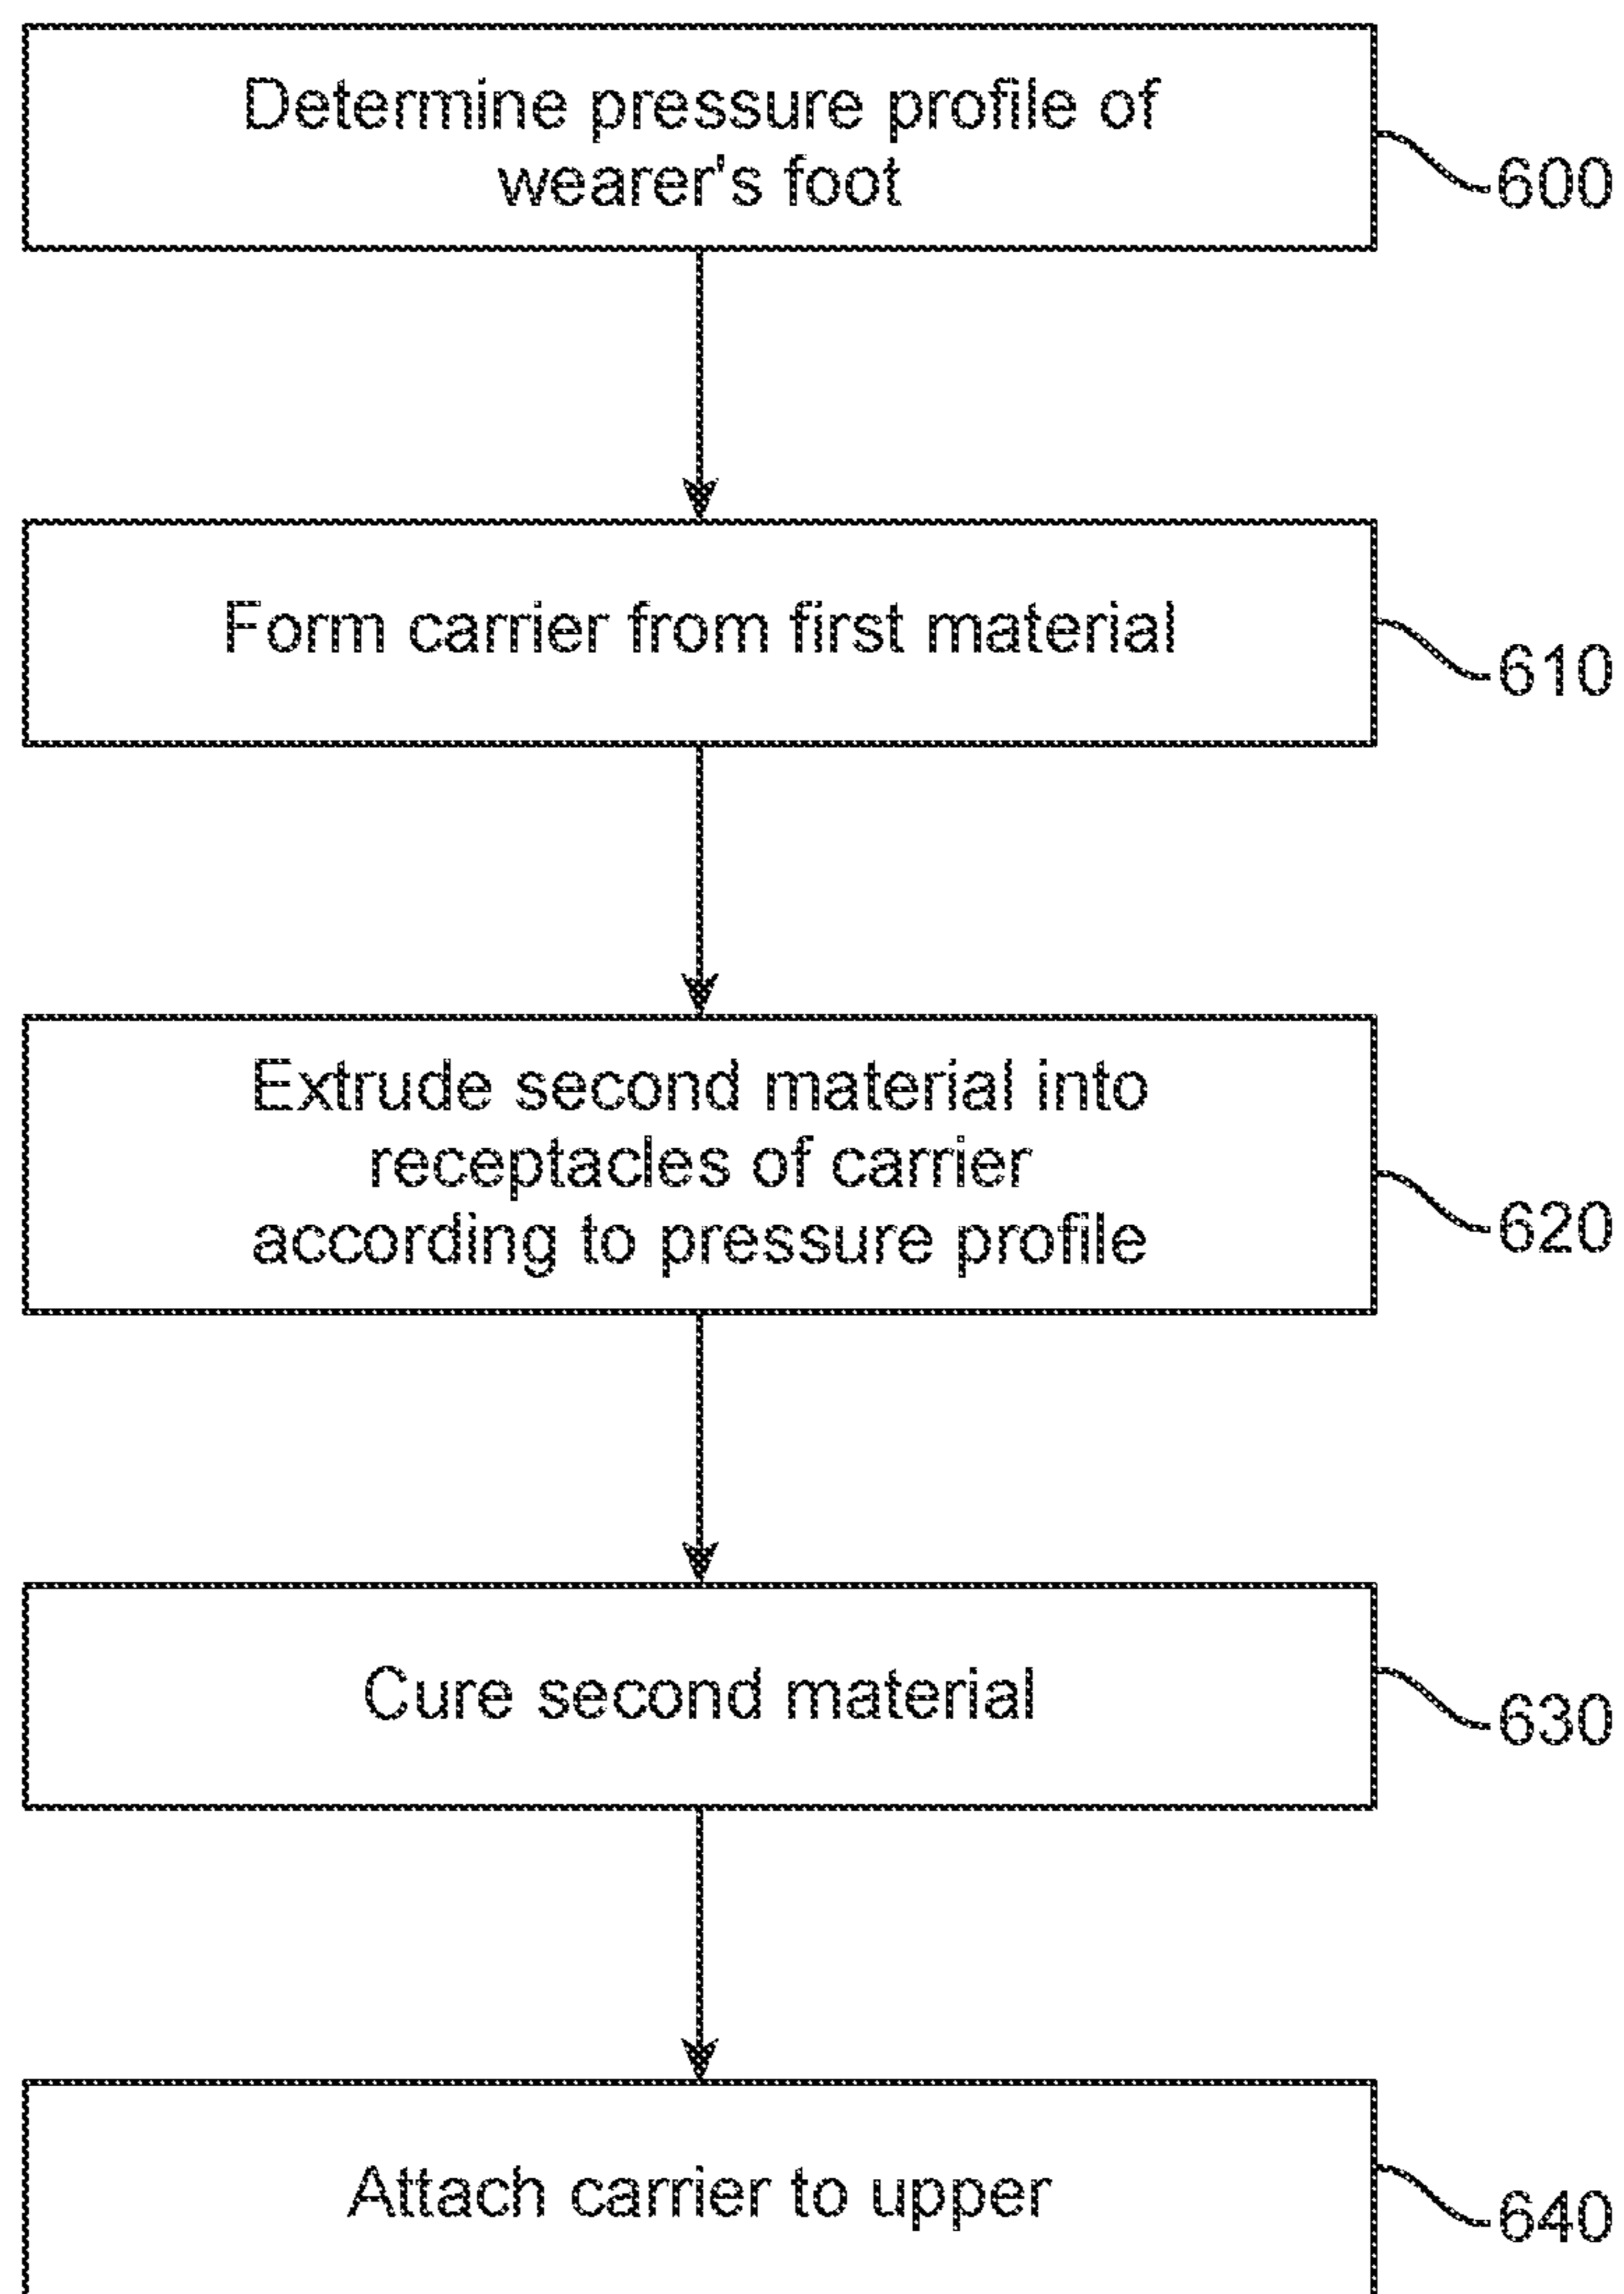 Determine pressure profile of
wearer's foot
600
Form carrier from first material
610
Extrude second material into
receptacles of carrier
according to pressure profile
620
Cure second material
630
Attach carrier to upper
640